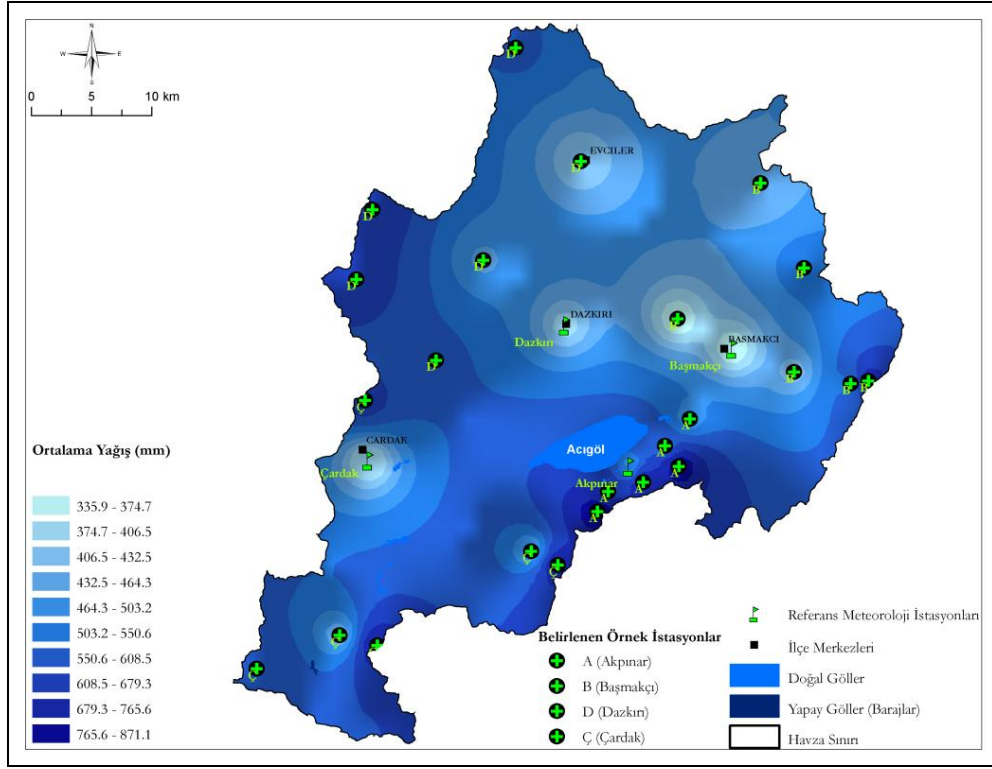 N
W E
S
0 5 10 km
D
EVCILER
D
B
D
D
B
D
DAZKIRI
Dazkırı
B
BASMAKCI
Başmakçı
D
B
B
B
Ç
A
CARDAK
Çardak
Acıgöl
A
A
Akpınar
A
A
A
Ç
Ç
Ç
Ç
Ortalama Yağış (mm)
335.9 - 374.7
374.7 - 406.5
406.5 - 432.5
432.5 - 464.3
464.3 - 503.2
503.2 - 550.6
550.6 - 608.5
608.5 - 679.3
679.3 - 765.6
765.6 - 871.1
Belirlenen Örnek İstasyonlar
A (Akpınar)
B (Başmakçı)
D (Dazkırı)
Ç (Çardak)
Referans Meteoroloji İstasyonları
İlçe Merkezleri
Doğal Göller
Yapay Göller (Barajlar)
Havza Sınırı